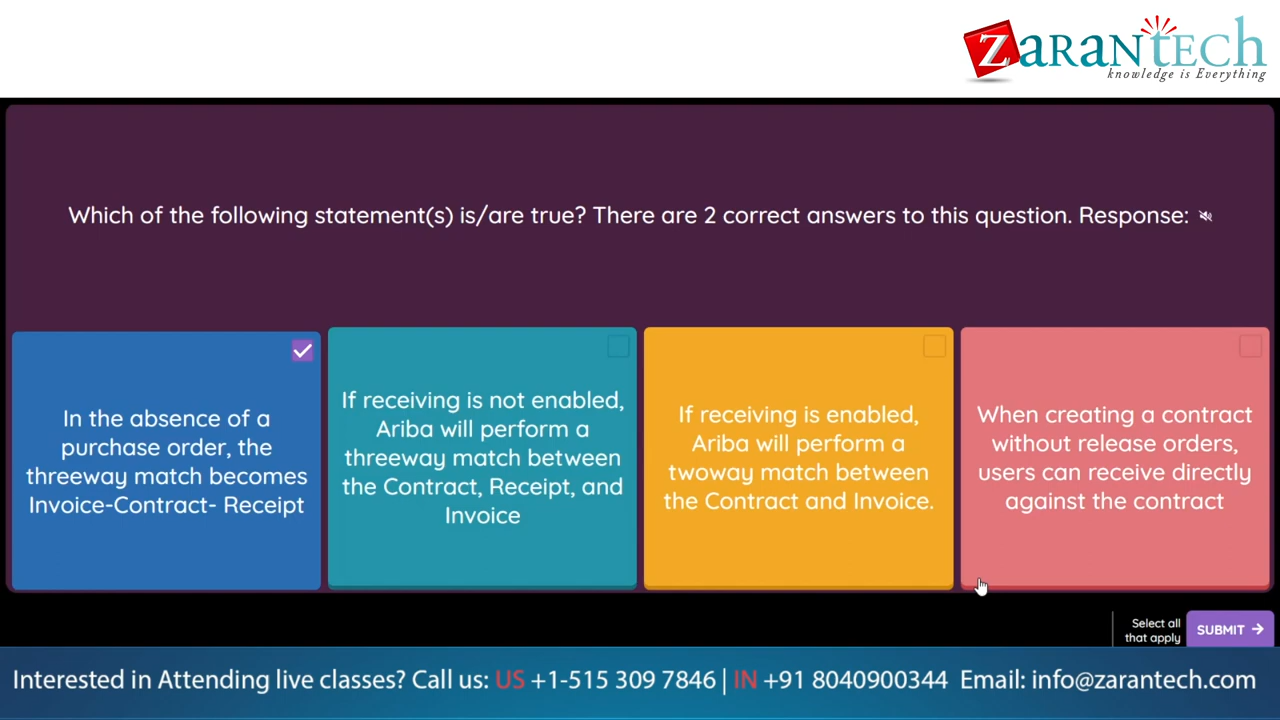 ZARANTECH
knowledge is Everything
Which of the following statement(s) is/are true? There are 2 correct answers to this question. Response:
In the absence of a
purchase order, the
threeway match becomes
Invoice-Contract- Receipt
If receiving is not enabled,
Ariba will perform a
threeway match between
the Contract, Receipt, and
Invoice
If receiving is enabled,
Ariba will perform a
twoway match between
the Contract and Invoice.
When creating a contract
without release orders,
users can receive directly
against the contract
Select all
that apply
SUBMIT
Interested in Attending live classes? Call us: US +1-515 309 7846 | IN +91 8040900344 Email: info@zarantech.com